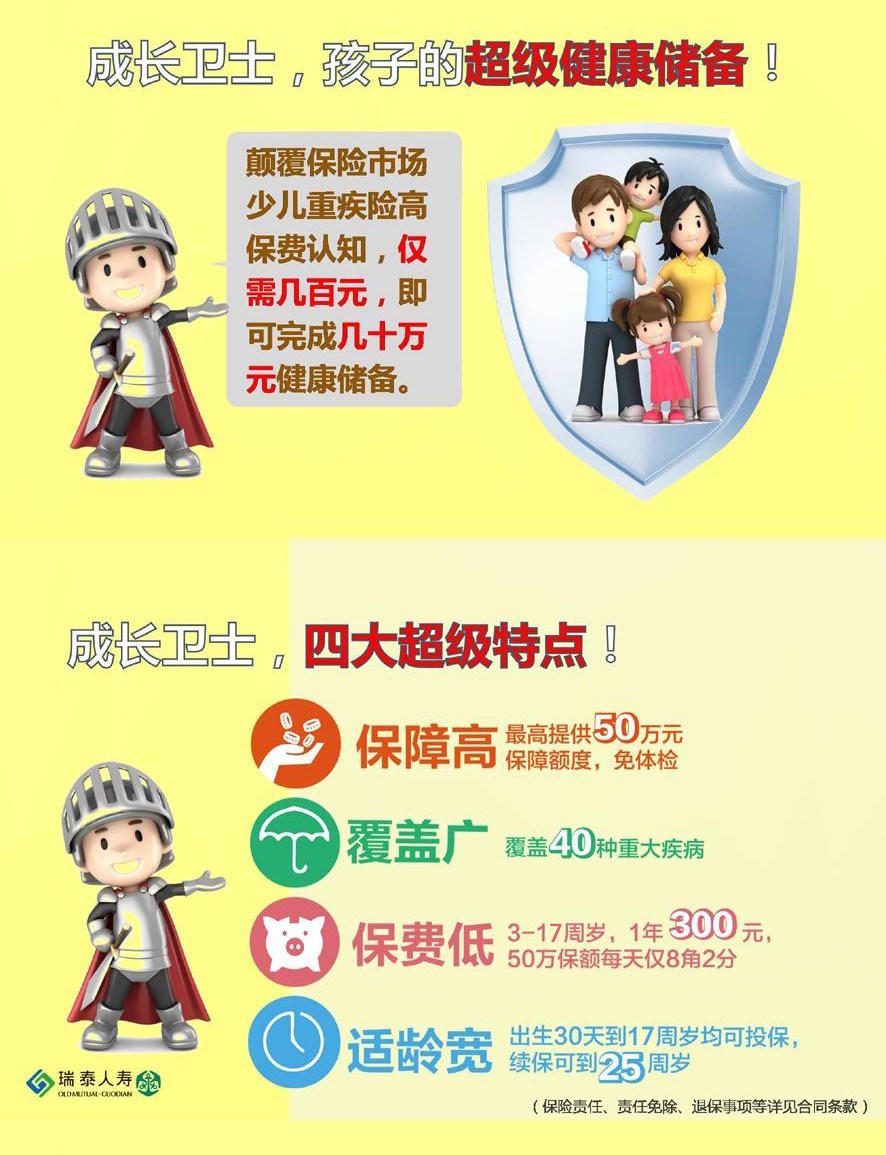 成长卫士，孩子的超级健康储备！
颠覆保险市场
少儿重疾险高
保费认知，仅
需几百元，即
可完成几十万
元健康储备。
成长卫士，四大超级特点！
保障高
最高提供50万元
保障额度，免体检
覆盖广
覆盖40种重大疾病
保费低
3-17周岁，1年300元，
50万保额每天仅8角2分
适龄宽
出生30天到17周岁均可投保，
续保可到25周岁
瑞泰人寿
OLDMUTUAL·GUODIAN
（保险责任、责任免除、退保事项等详见合同条款）